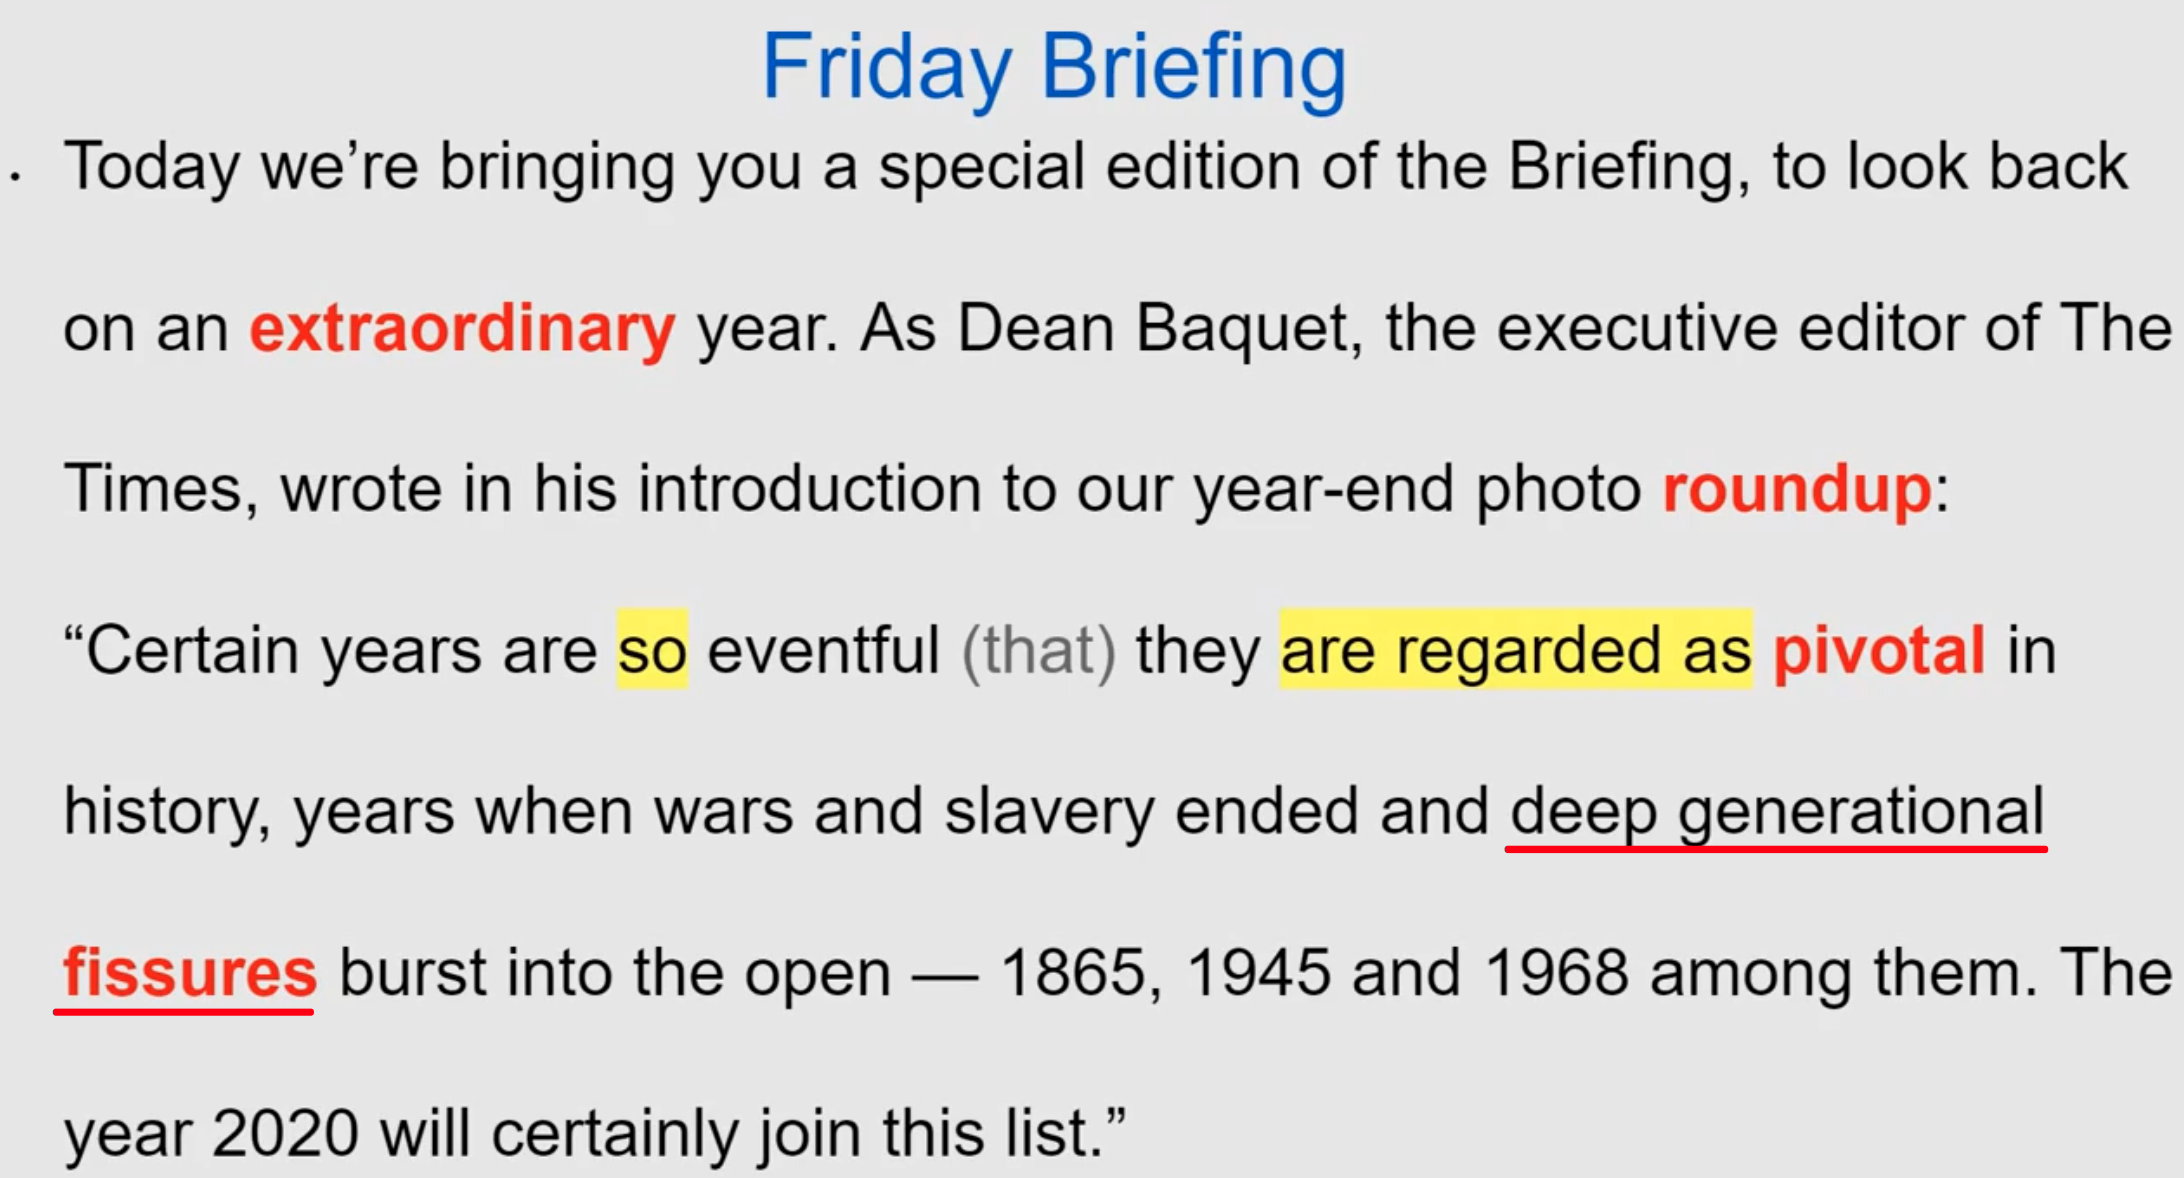 Friday Briefing
· Today we’re bringing you a special edition of the Briefing, to look back
on an extraordinary year. As Dean Baquet, the executive editor of The
Times, wrote in his introduction to our year-end photo roundup:
“Certain years are so eventful (that) they are regarded as pivotal in
history, years when wars and slavery ended and deep generational
fissures burst into the open — 1865, 1945 and 1968 among them. The
year 2020 will certainly join this list.”